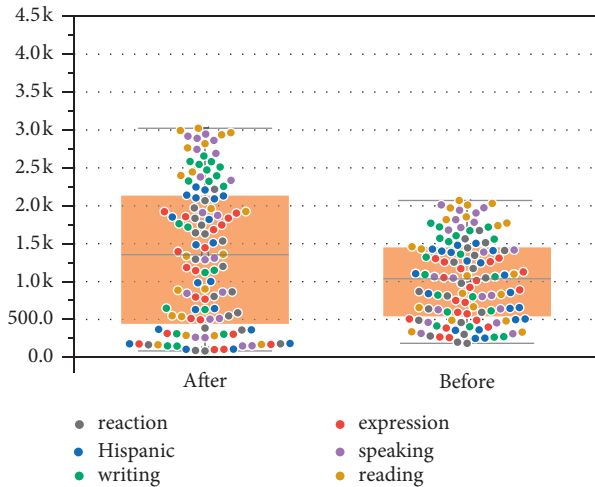 4.5k
4.0k
3.5k
3.0k
2.5k
2.0k
1.5k
1.0k
500.0
0.0
After Before
reaction expression
Hispanic speaking
writing reading